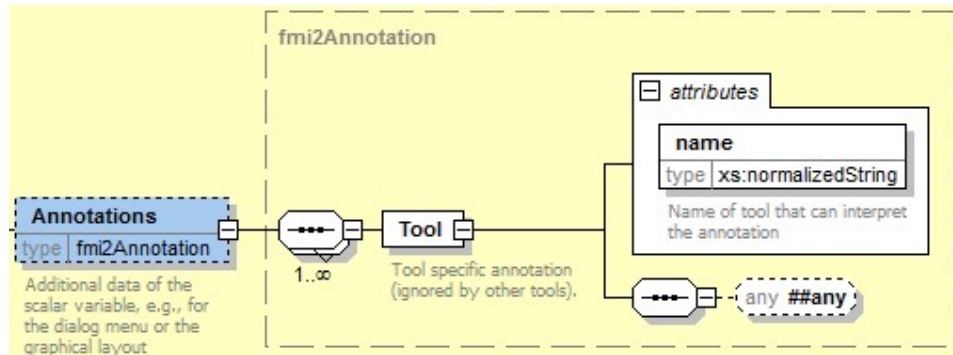 fmi2Annotation
attributes
name
type xs:normalizedString
Name of tool that can interpret
the annotation
Annotations
type fmi2Annotation
Additional data of the
scalar variable, e.g., for
the dialog menu or the
graphical layout
1..∞
Tool
Tool specific annotation
(ignored by other tools).
any ##any